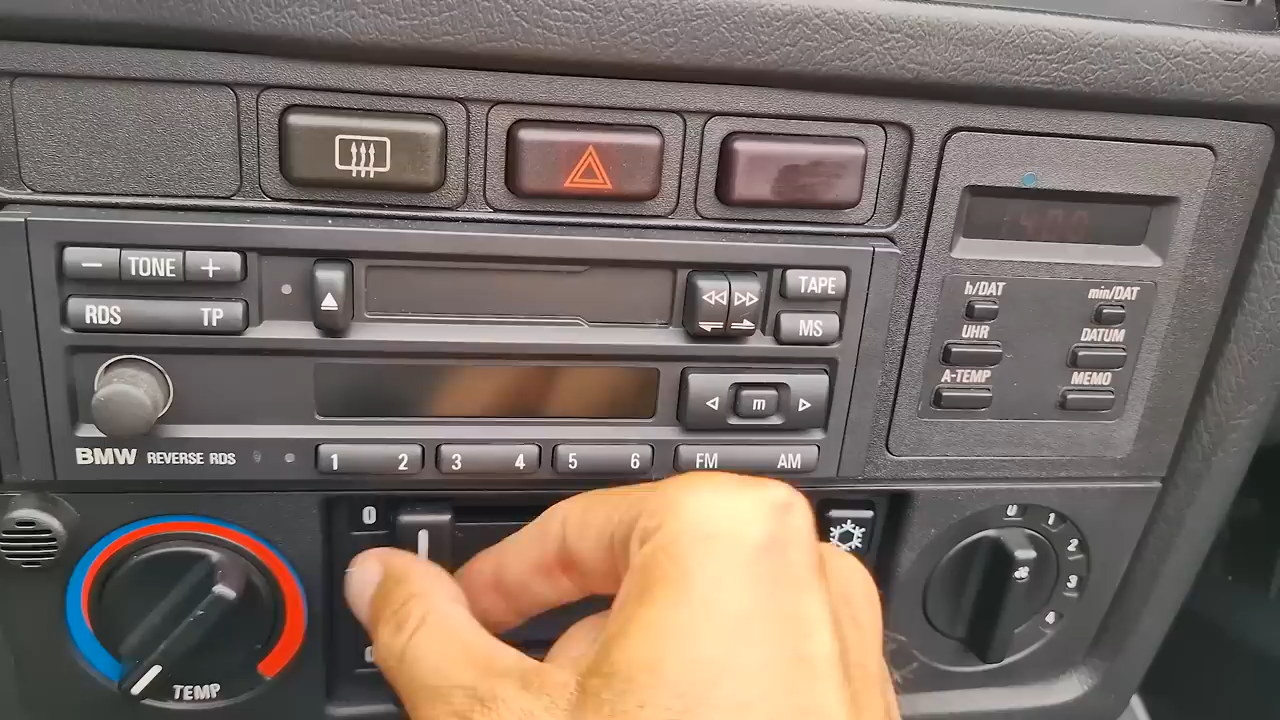 TONE
RDS TP
TAPE
MS
m
BMW REVERSE RDS
1 2 3 4 5 6 FM AM
h/DAT min/DAT
UHR DATUM
A-TEMP MEMO
0
TEMP
0 1 2 3 4